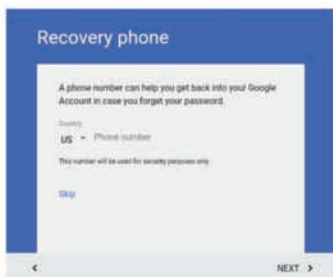 Recovery phone
A phone number can help you get back into your Google
Account in case you forget your password.
Country
US Phone number
This number will be used for security purposes only.
Skip
NEXT